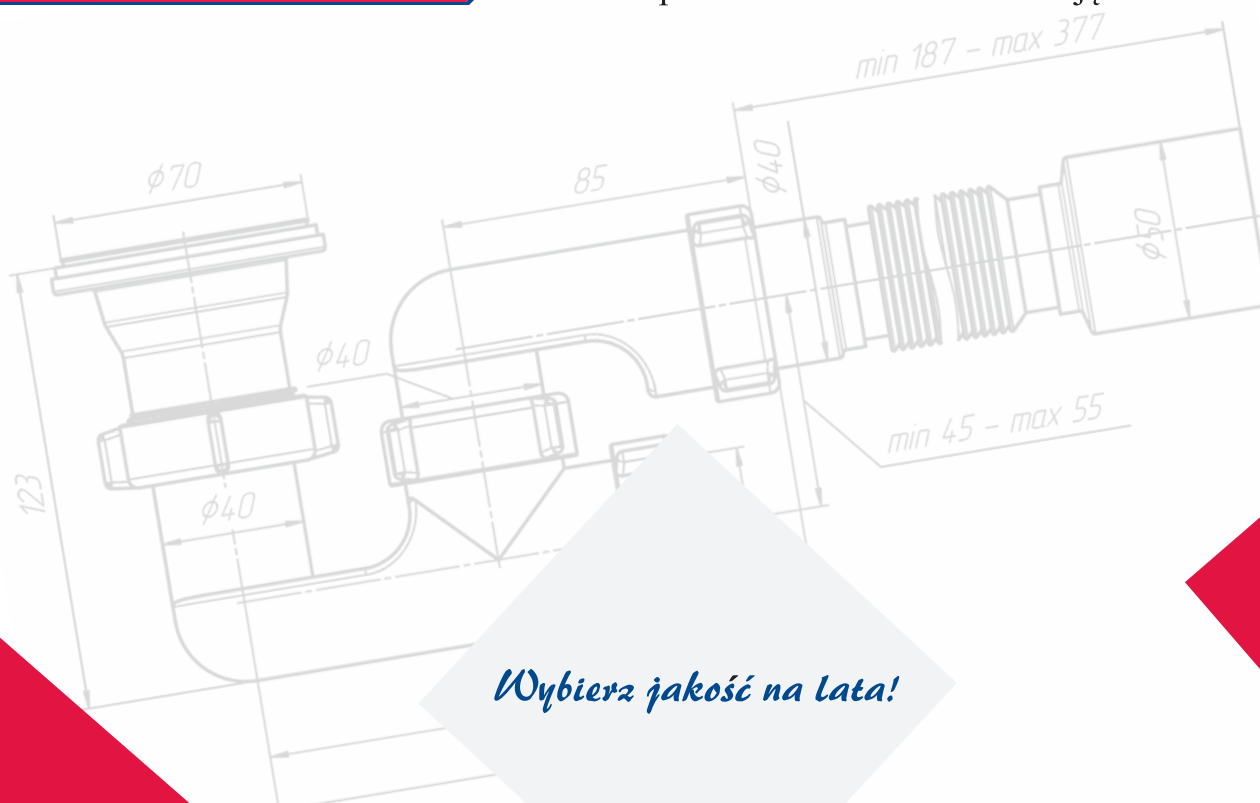 min 187 – max 377
ϕ70
85
ϕ40
ϕ50
ϕ40
min 45 – max 55
123
ϕ40
Wybierz jakość na lata!